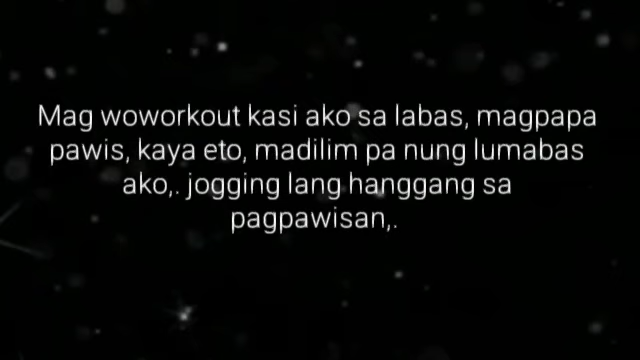 Mag woworkout kasi ako sa labas, magpapa
pawis, kaya eto, madilim pa nung lumabas
ako,. jogging lang hanggang sa
pagpawisan,.